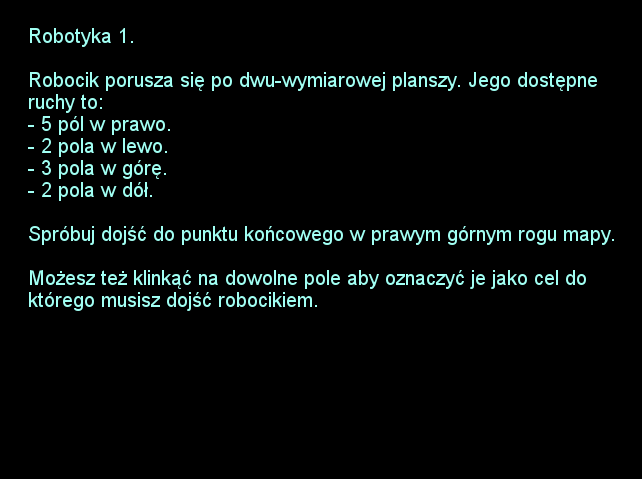 Robotyka 1.
Robocik porusza się po dwu-wymiarowej planszy. Jego dostępne
ruchy to:
- 5 pól w prawo.
- 2 pola w lewo.
- 3 pola w górę.
- 2 pola w dół.
Spróbuj dojść do punktu końcowego w prawym górnym rogu mapy.
Możesz też klinkąć na dowolne pole aby oznaczyć je jako cel do
którego musisz dojść robocikiem.